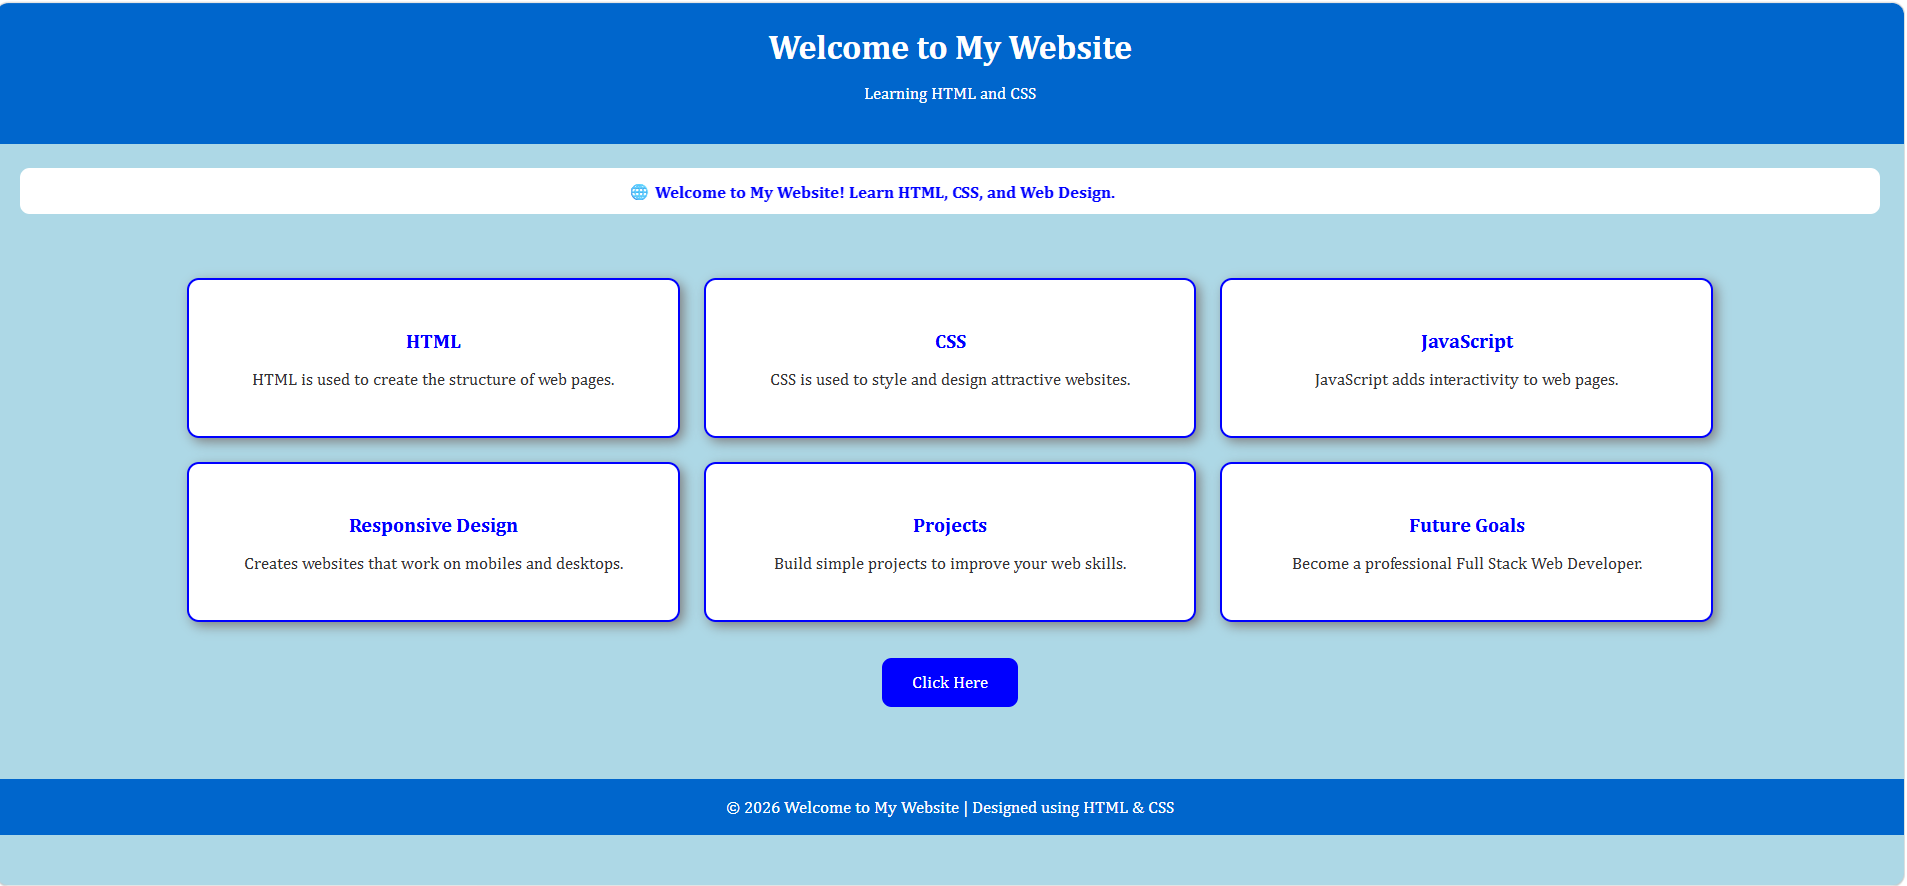 Welcome to My Website
Learning HTML and CSS
🌐 Welcome to My Website! Learn HTML, CSS, and Web Design.
HTML
HTML is used to create the structure of web pages.
CSS
CSS is used to style and design attractive websites.
JavaScript
JavaScript adds interactivity to web pages.
Responsive Design
Creates websites that work on mobiles and desktops.
Projects
Build simple projects to improve your web skills.
Future Goals
Become a professional Full Stack Web Developer.
Click Here
© 2026 Welcome to My Website | Designed using HTML & CSS